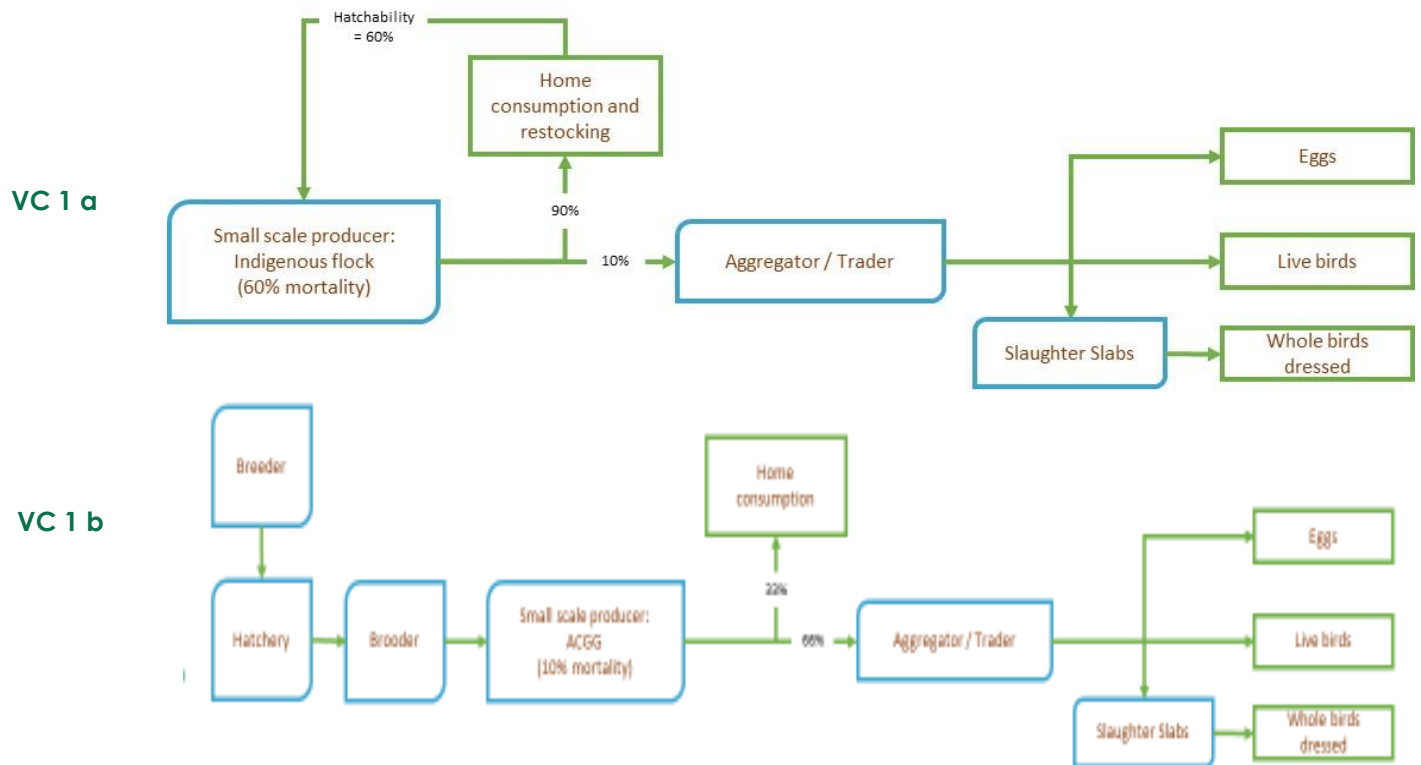 Hatchability
= 60%
Home
consumption and
restocking
VC 1 a
90%
Small scale producer:
Indigenous flock
(60% mortality)
10%
Aggregator / Trader
Eggs
Live birds
Slaughter Slabs
Whole birds
dressed
VC 1 b
Breeder
Home
consumption
Hatchery
Brooder
Small scale producer:
ACGG
(10% mortality)
66%
Aggregator / Trader
Eggs
Live birds
Slaughter Slabs
Whole birds
dressed